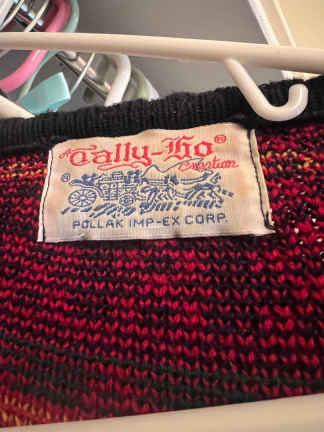 A Tally-Ho®
Creation
®
POLLAK IMP-EX CORP.